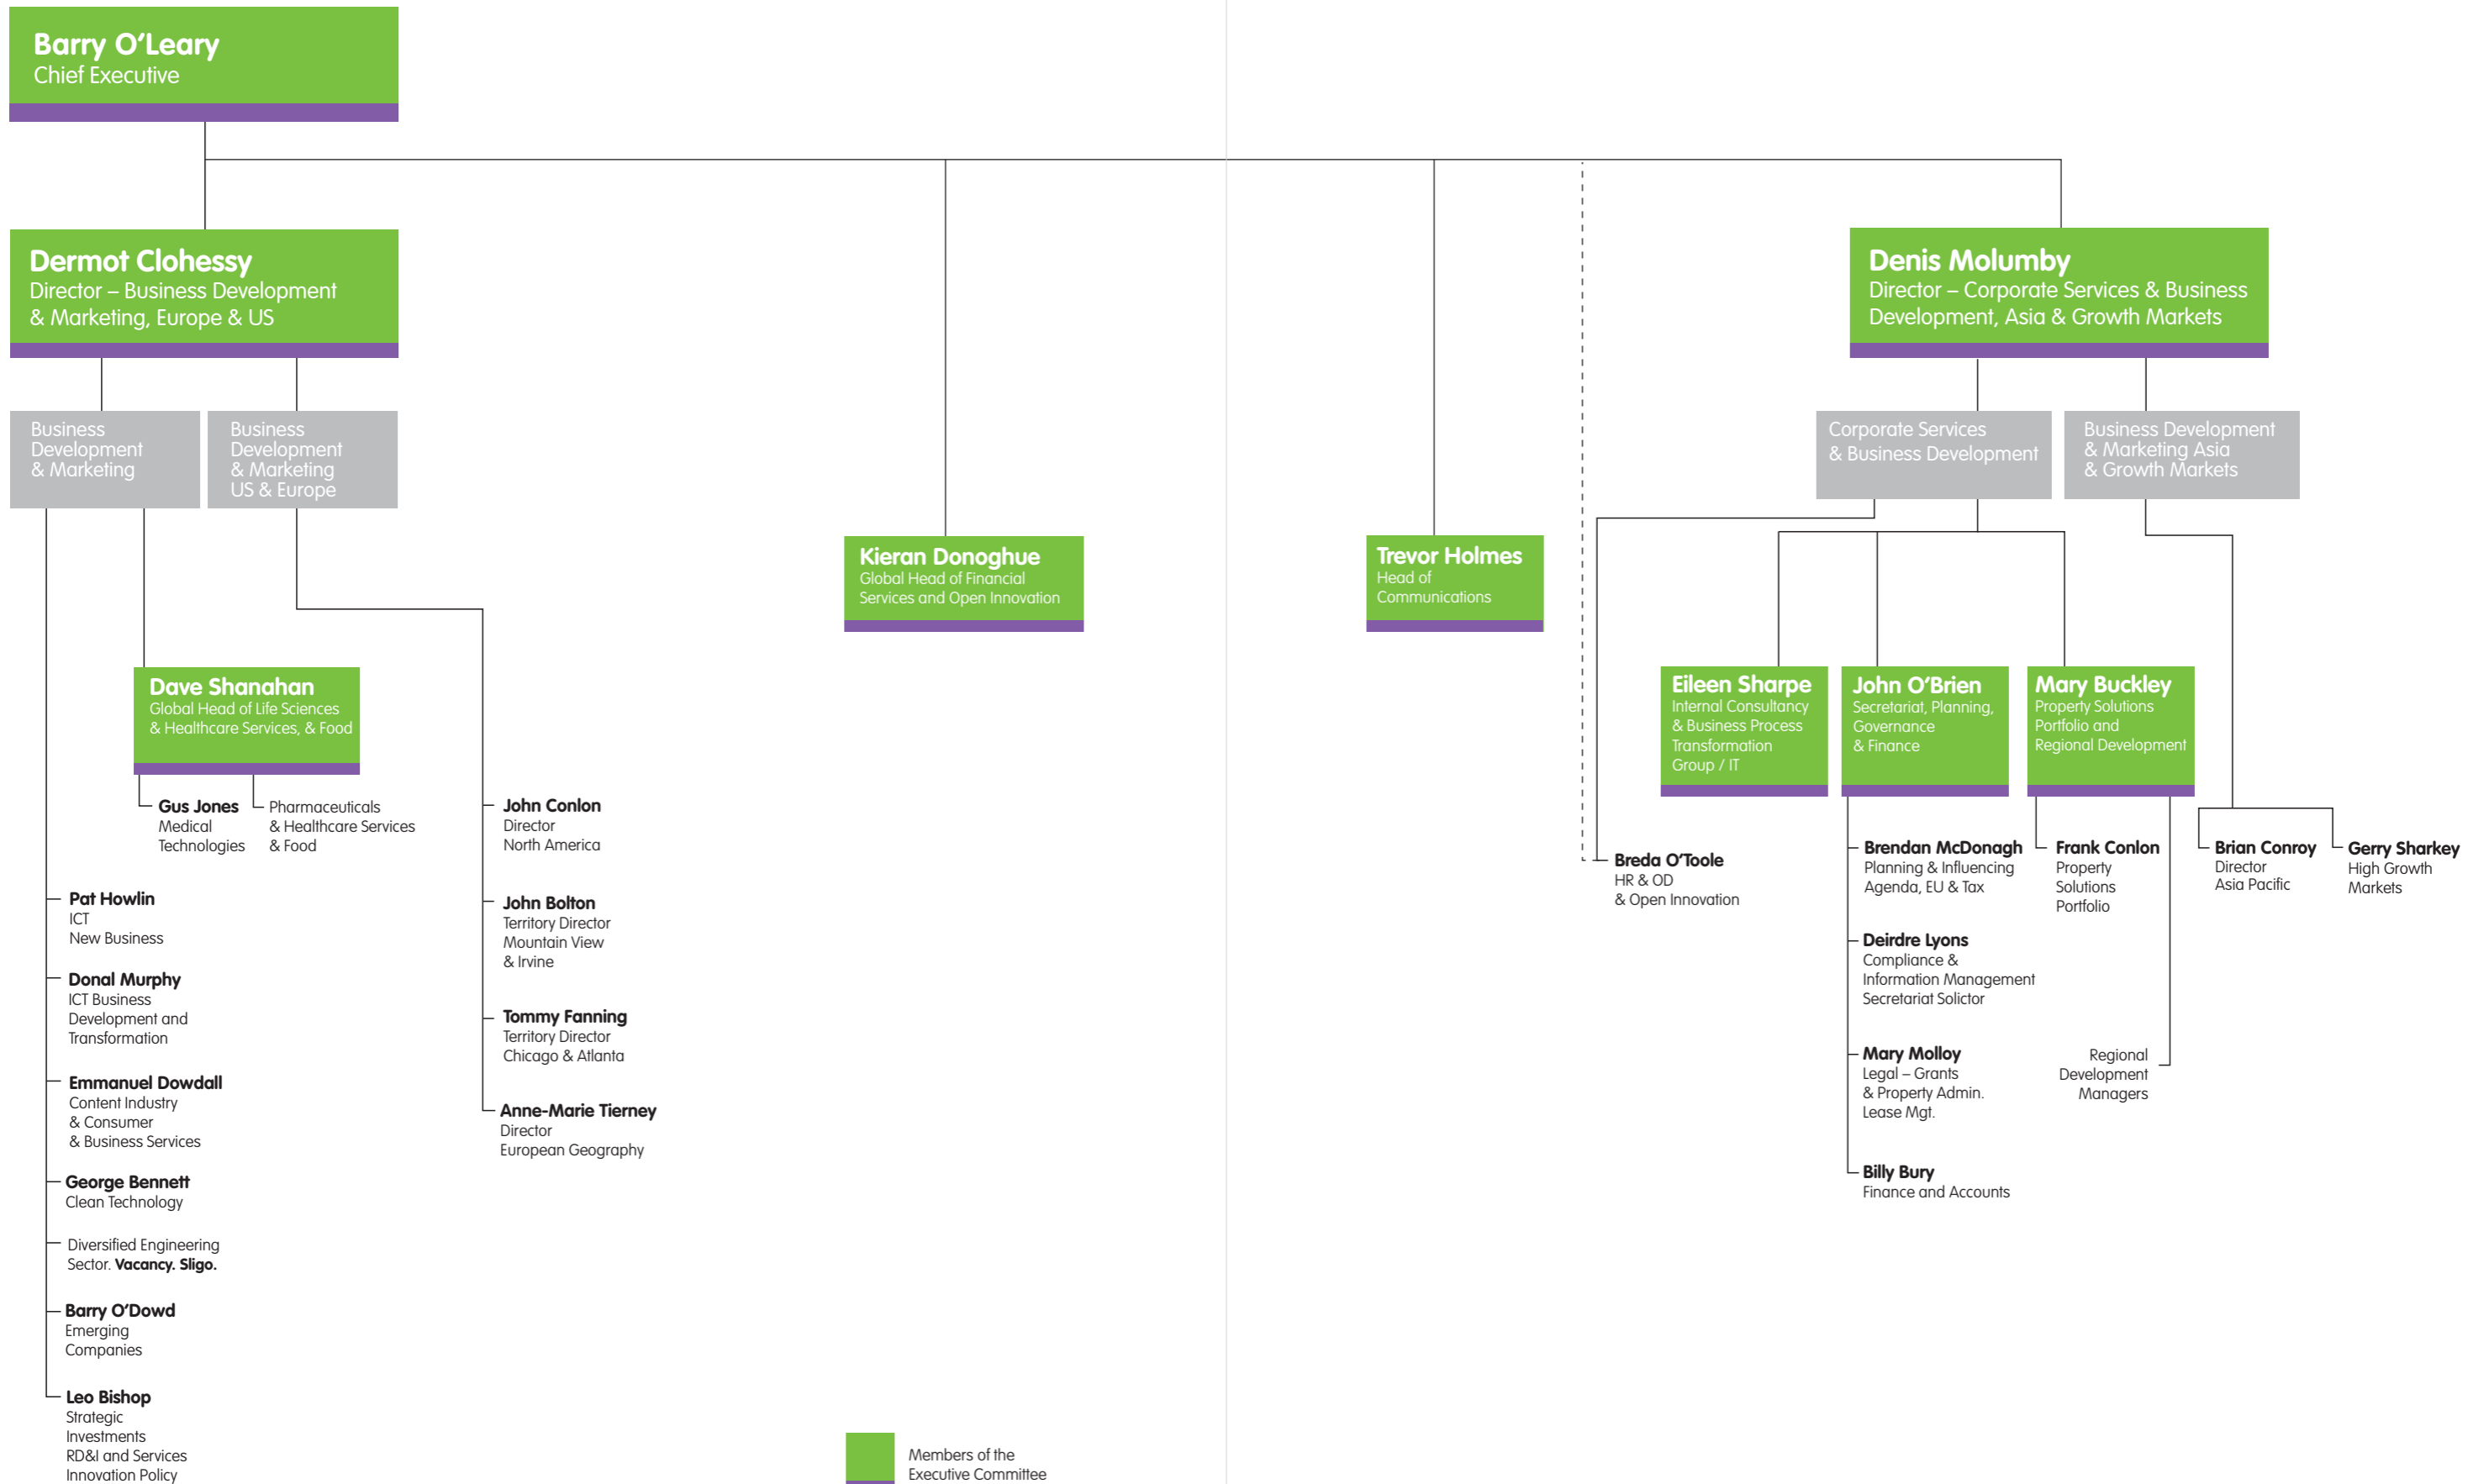 Barry O'Leary
Chief Executive
Dermot Clohessy
Director – Business Development
& Marketing, Europe & US
Denis Molumby
Director – Corporate Services & Business
Development, Asia & Growth Markets
Business
Development
& Marketing
Business
Development
& Marketing
US & Europe
Corporate Services
& Business Development
Business Development
& Marketing Asia
& Growth Markets
Kieran Donoghue
Global Head of Financial
Services and Open Innovation
Trevor Holmes
Head of
Communications
Dave Shanahan
Global Head of Life Sciences
& Healthcare Services, & Food
Eileen Sharpe
Internal Consultancy
& Business Process
Transformation
Group / IT
John O'Brien
Secretariat, Planning,
Governance
& Finance
Mary Buckley
Property Solutions
Portfolio and
Regional Development
Gus Jones
Medical
Technologies
Pharmaceuticals
& Healthcare Services
& Food
John Conlon
Director
North America
John Bolton
Territory Director
Mountain View
& Irvine
Tommy Fanning
Territory Director
Chicago & Atlanta
Anne-Marie Tierney
Director
European Geography
Pat Howlin
ICT
New Business
Donal Murphy
ICT Business
Development and
Transformation
Emmanuel Dowdall
Content Industry
& Consumer
& Business Services
George Bennett
Clean Technology
Diversified Engineering
Sector. Vacancy. Sligo.
Barry O'Dowd
Emerging
Companies
Leo Bishop
Strategic
Investments
RD&I and Services
Innovation Policy
Breda O'Toole
HR & OD
& Open Innovation
Brendan McDonagh
Planning & Influencing
Agenda, EU & Tax
Deirdre Lyons
Compliance &
Information Management
Secretariat Solictor
Mary Molloy
Legal – Grants
& Property Admin.
Lease Mgt.
Billy Bury
Finance and Accounts
Frank Conlon
Property
Solutions
Portfolio
Regional
Development
Managers
Brian Conroy
Director
Asia Pacific
Gerry Sharkey
High Growth
Markets
Members of the
Executive Committee